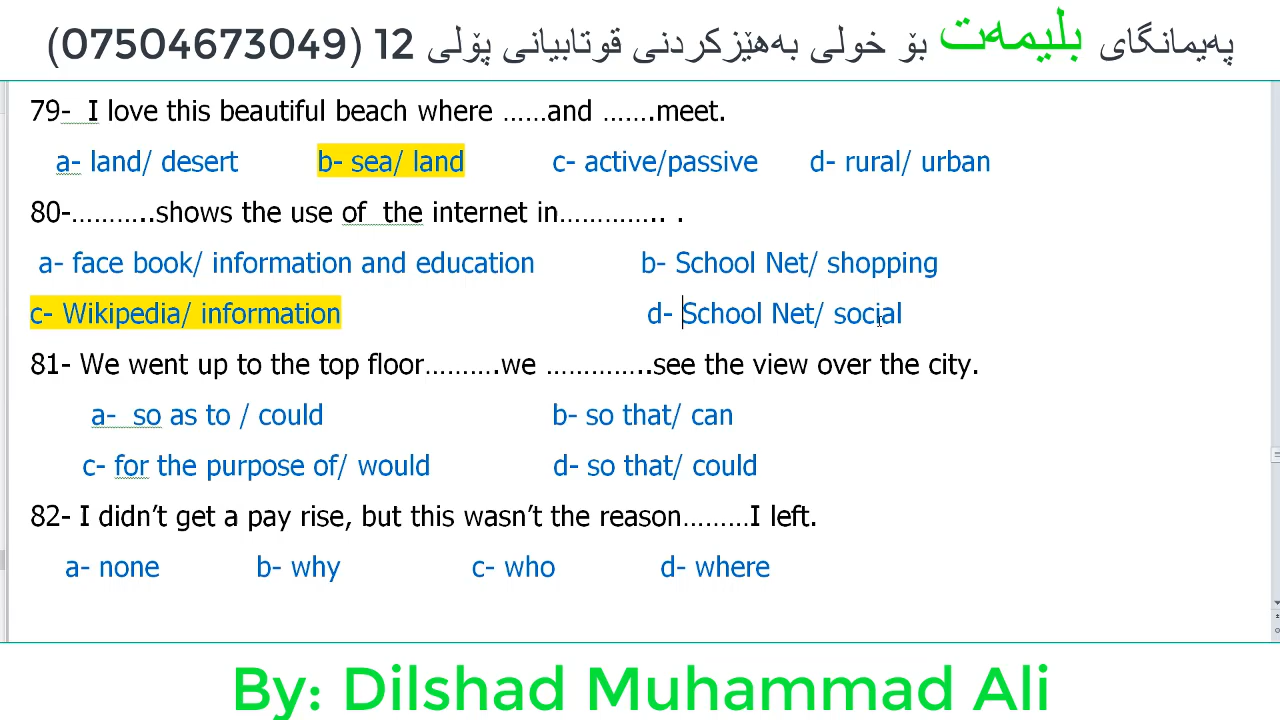 پەیمانگای بلیمەت بۆ خولی بەهێزکردنی قوتابیانی پۆلی 12 (07504673049)
79- I love this beautiful beach where ......and .......meet.
a- land/ desert b- sea/ land c- active/passive d- rural/ urban
80-...........shows the use of the internet in.............. .
a- face book/ information and education b- School Net/ shopping
c- Wikipedia/ information d- School Net/ social
81- We went up to the top floor..........we ..............see the view over the city.
a- so as to / could b- so that/ can
c- for the purpose of/ would d- so that/ could
82- I didn’t get a pay rise, but this wasn’t the reason.........I left.
a- none b- why c- who d- where
By: Dilshad Muhammad Ali